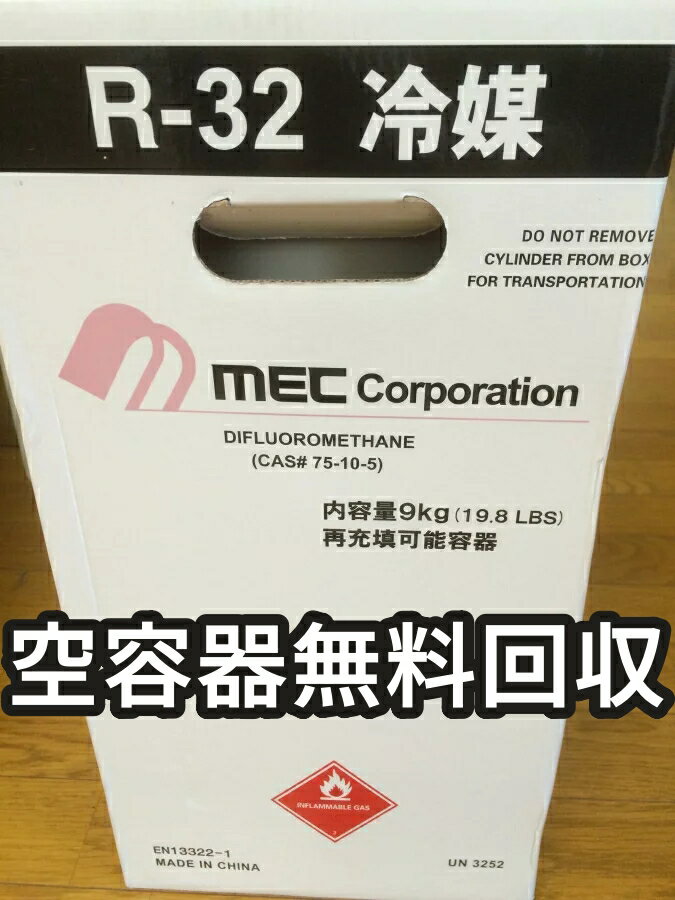 R-32 冷媒
DO NOT REMOVE
CYLINDER FROM BOX
FOR TRANSPORTATION
mEC Corporation
DIFLUOROMETHANE
(CAS# 75-10-5)
内容量9kg (19.8 LBS)
再充填可能容器
空容器無料回収
INFLAMMABLE GAS
2
EN13322-1
MADE IN CHINA
UN 3252